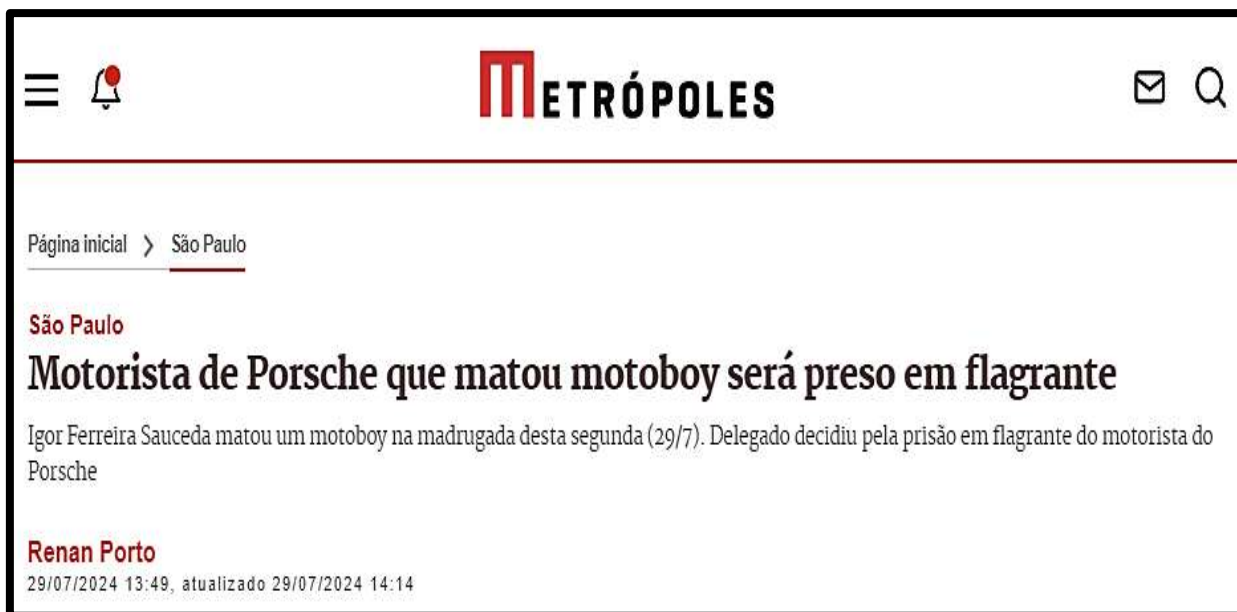 METRÓPOLES
Página inicial > São Paulo
São Paulo
Motorista de Porsche que matou motoboy será preso em flagrante
Igor Ferreira Sauceda matou um motoboy na madrugada desta segunda (29/7). Delegado decidiu pela prisão em flagrante do motorista do
Porsche
Renan Porto
29/07/2024 13:49, atualizado 29/07/2024 14:14